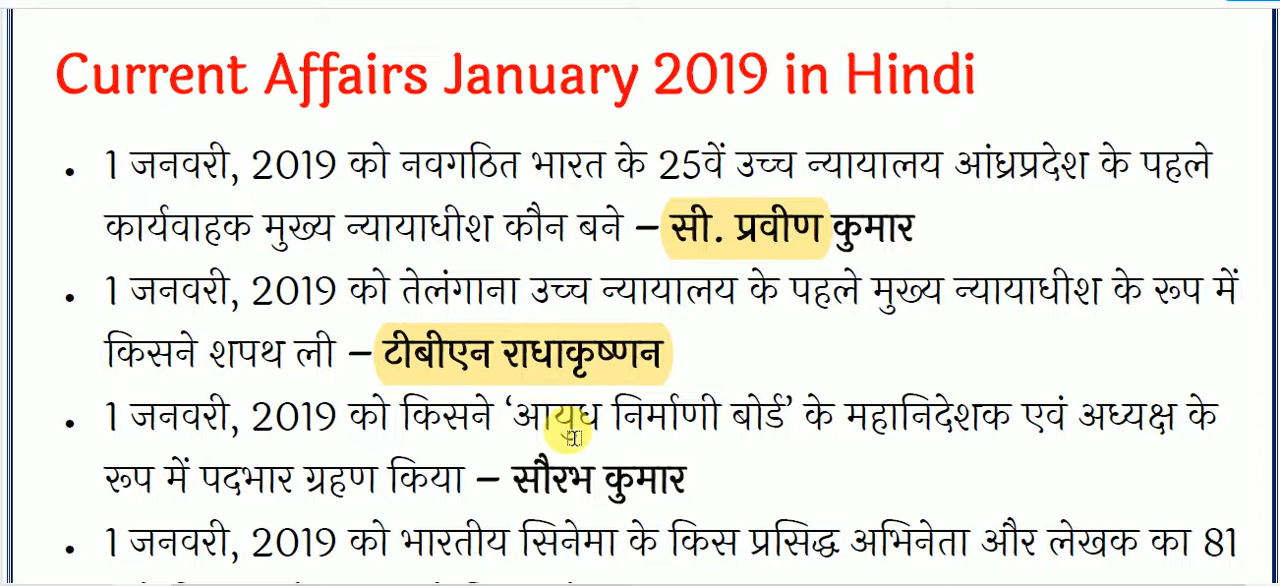 Current Affairs January 2019 in Hindi
• 1 जनवरी, 2019 को नवगठित भारत के 25वें उच्च न्यायालय आंध्रप्रदेश के पहले
कार्यवाहक मुख्य न्यायाधीश कौन बने – सी. प्रवीण कुमार
• 1 जनवरी, 2019 को तेलंगाना उच्च न्यायालय के पहले मुख्य न्यायाधीश के रूप में
किसने शपथ ली – टीबीएन राधाकृष्णन
• 1 जनवरी, 2019 को किसने ‘आयुध निर्माणी बोर्ड’ के महानिदेशक एवं अध्यक्ष के
रूप में पदभार ग्रहण किया – सौरभ कुमार
• 1 जनवरी, 2019 को भारतीय सिनेमा के किस प्रसिद्ध अभिनेता और लेखक का 81